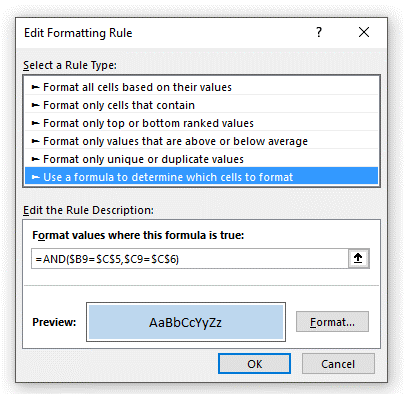 Edit Formatting Rule
?
Select a Rule Type:
► Format all cells based on their values
► Format only cells that contain
► Format only top or bottom ranked values
► Format only values that are above or below average
► Format only unique or duplicate values
► Use a formula to determine which cells to format
Edit the Rule Description:
Format values where this formula is true:
=AND($B9=$C$5,$C9=$C$6)
Preview:
AaBbCcYyZz
Format...
OK
Cancel